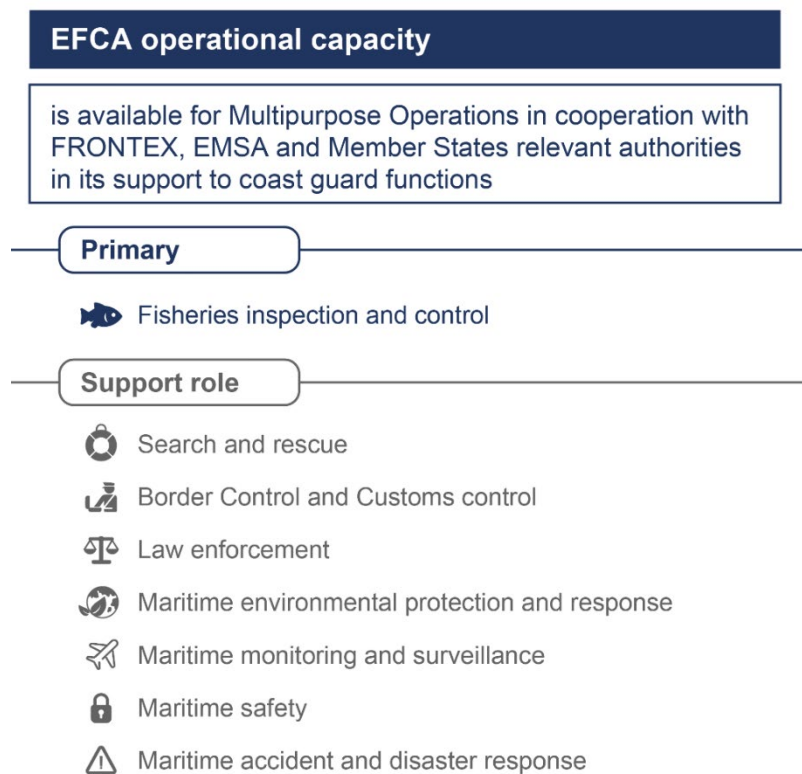 EFCA operational capacity
is available for Multipurpose Operations in cooperation with
FRONTEX, EMSA and Member States relevant authorities
in its support to coast guard functions
Primary
Fisheries inspection and control
Support role
Search and rescue
Border Control and Customs control
Law enforcement
Maritime environmental protection and response
Maritime monitoring and surveillance
Maritime safety
Maritime accident and disaster response